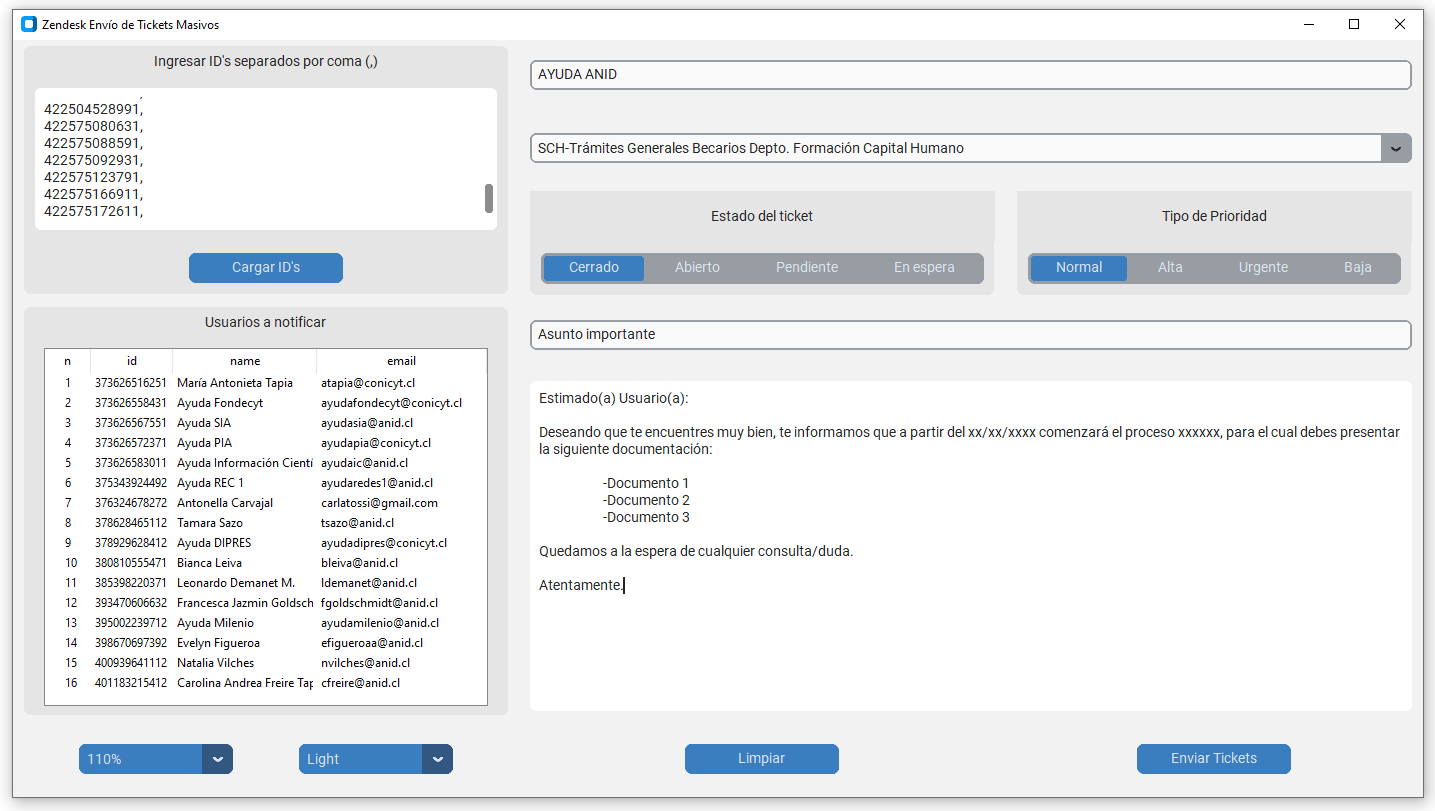 Zendesk Envío de Tickets Masivos
Ingresar ID's separados por coma (,)
422504528991,
422575080631,
422575088591,
422575092931,
422575123791,
422575166911,
422575172611,
Cargar ID's
Usuarios a notificar
n id name email
1 373626516251 María Antonieta Tapia atapia@conicyt.cl
2 373626558431 Ayuda Fondecyt ayudafondecyt@conicyt.cl
3 373626567551 Ayuda SIA ayudasia@anid.cl
4 373626572371 Ayuda PIA ayudapia@conicyt.cl
5 373626583011 Ayuda Información Cientí ayudaic@anid.cl
6 375343924492 Ayuda REC 1 ayudaredes1@anid.cl
7 376324678272 Antonella Carvajal carlatossi@gmail.com
8 378628465112 Tamara Sazo tsazo@anid.cl
9 378929628412 Ayuda DIPRES ayudadipres@conicyt.cl
10 380810555471 Bianca Leiva bleiva@anid.cl
11 385398220371 Leonardo Demanet M. ldemanet@anid.cl
12 393470606632 Francesca Jazmin Goldsch fgoldschmidt@anid.cl
13 395002239712 Ayuda Milenio ayudamilenio@anid.cl
14 398670697392 Evelyn Figueroa efigueroaa@anid.cl
15 400939641112 Natalia Vilches nvilches@anid.cl
16 401183215412 Carolina Andrea Freire Tap cfreire@anid.cl
110%
Light
AYUDA ANID
SCH-Trámites Generales Becarios Depto. Formación Capital Humano
Estado del ticket
Cerrado Abierto Pendiente En espera
Tipo de Prioridad
Normal Alta Urgente Baja
Asunto importante
Estimado(a) Usuario(a):
Deseando que te encuentres muy bien, te informamos que a partir del xx/xx/xxxx comenzará el proceso xxxxxx, para el cual debes presentar
la siguiente documentación:
-Documento 1
-Documento 2
-Documento 3
Quedamos a la espera de cualquier consulta/duda.
Atentamente.
Limpiar
Enviar Tickets